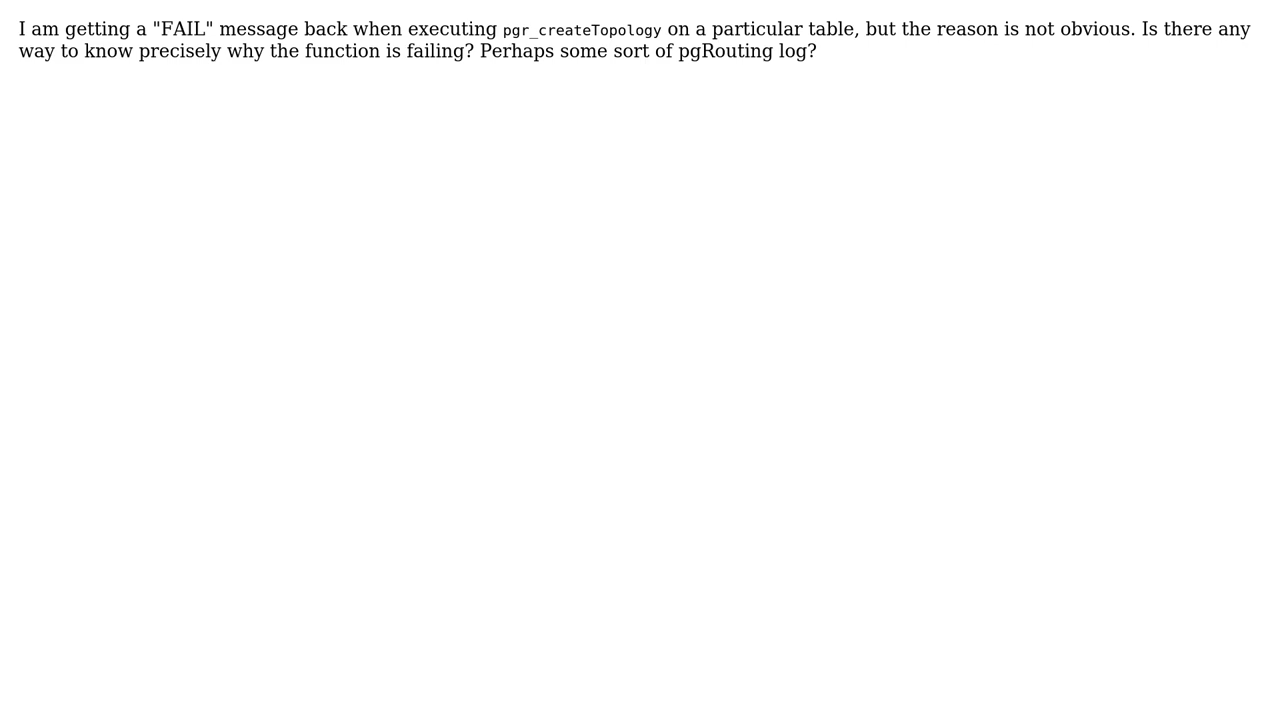 I am getting a "FAIL" message back when executing pgr_createTopology on a particular table, but the reason is not obvious. Is there any
way to know precisely why the function is failing? Perhaps some sort of pgRouting log?